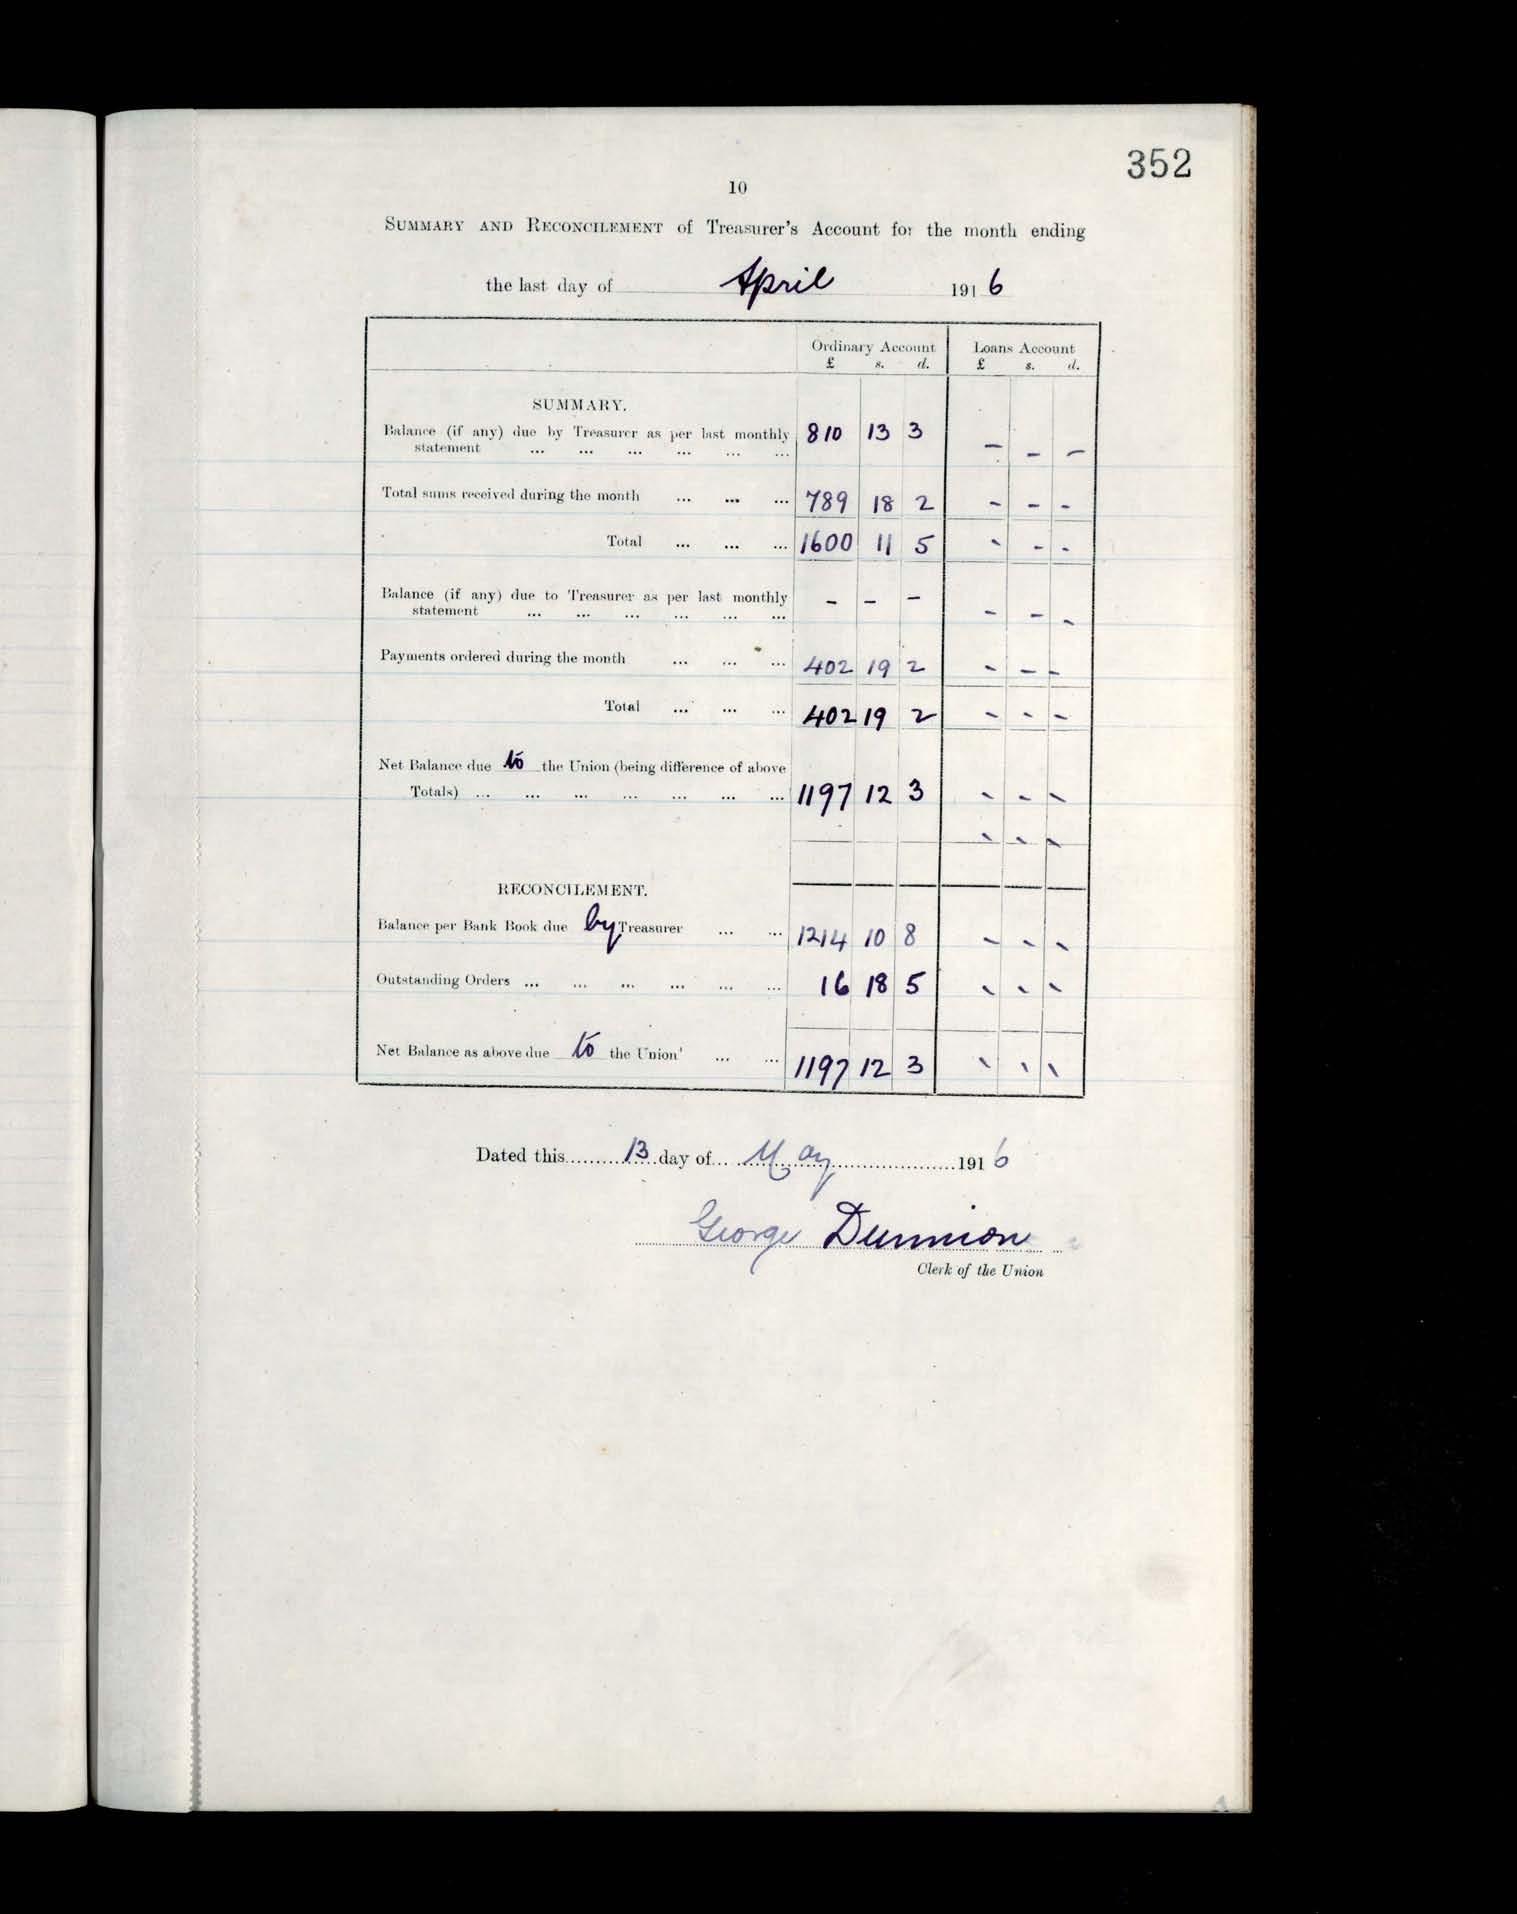 352
10
SUMMARY AND RECONCILEMENT of Treasurer's Account for the month ending
the last day of April 1916
Ordinary Account Loans Account
£ s. d. £ s. d.
SUMMARY.
Balance (if any) due by Treasurer as per last monthly 810 13 3
statement ... ... ... ... ... ... - - -
Total sums received during the month ... ... ... 789 18 2 - - -
Total ... ... ... 1600 11 5 - - -
Balance (if any) due to Treasurer as per last monthly - - -
statement ... ... ... ... ... ... - - -
Payments ordered during the month ... ... ... 402 19 2 - - -
Total ... ... ... 402 19 2 - - -
Net Balance due to the Union (being difference of above
Totals) ... ... ... ... ... ... ... 1197 12 3 - - -
- - -
RECONCILEMENT.
Balance per Bank Book due by Treasurer ... ... 1214 10 8 - - -
Outstanding Orders ... ... ... ... ... ... 16 18 5 - - -
Net Balance as above due to the Union ... ... 1197 12 3 - - -
Dated this 13 day of May 1916
George Dunnion
Clerk of the Union